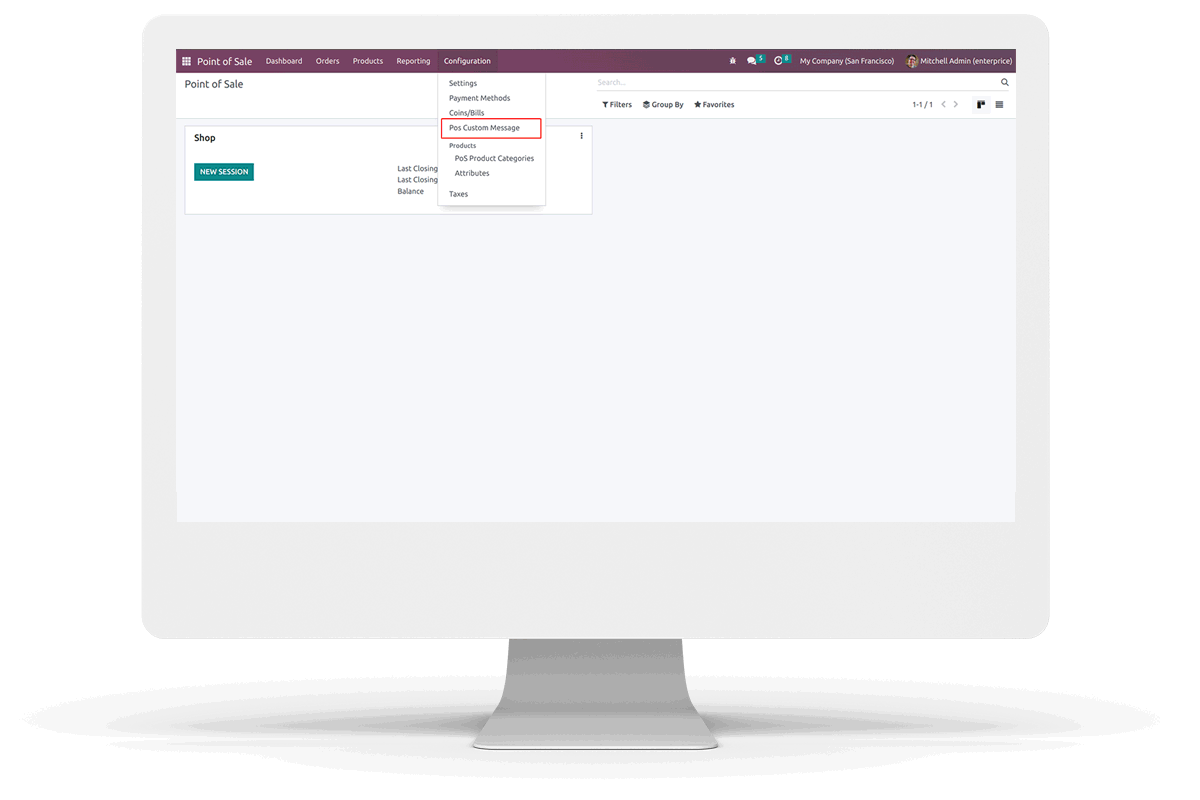 Point of Sale Dashboard Orders Products Reporting Configuration 5 8 My Company (San Francisco) Mitchell Admin (enterprice)
Point of Sale
Search...
Filters Group By Favorites 1-1 / 1
Settings
Payment Methods
Coins/Bills
Pos Custom Message
Products
PoS Product Categories
Attributes
Taxes
Shop
NEW SESSION
Last Closing
Last Closing
Balance